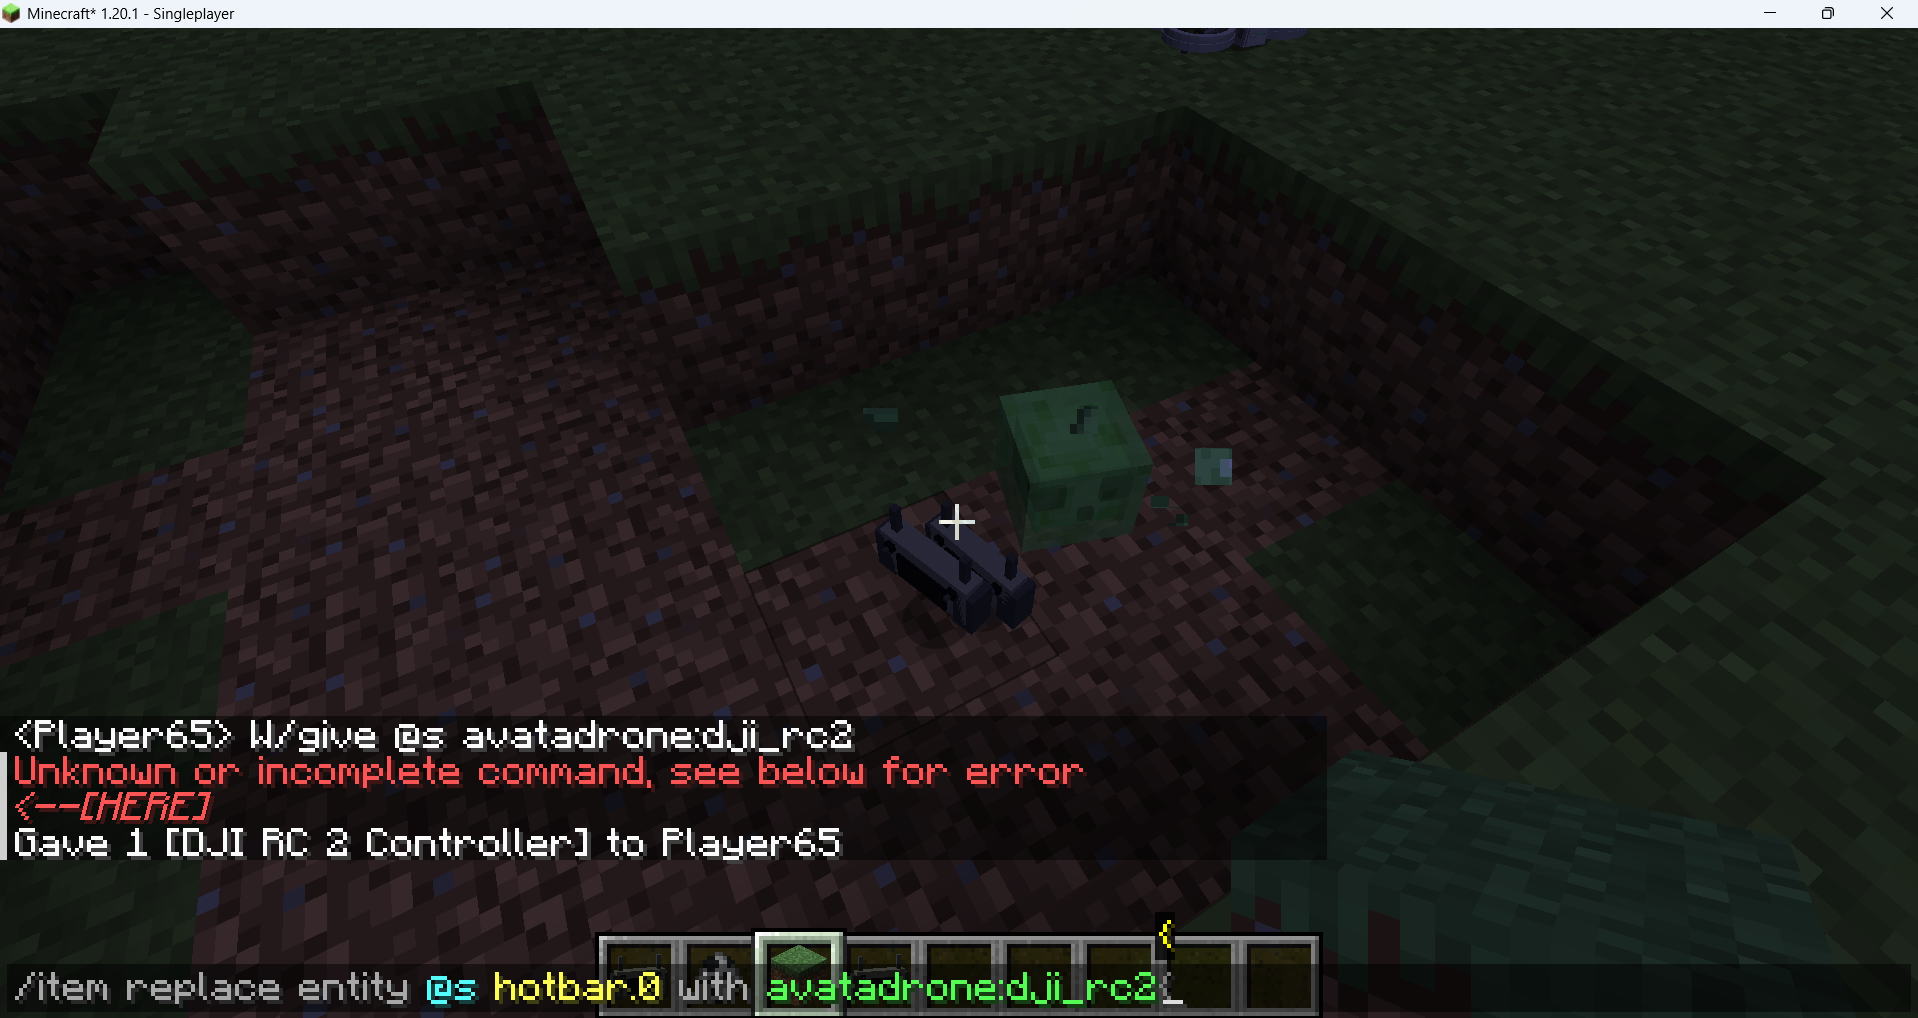 Minecraft* 1.20.1 - Singleplayer
<Player65> W/give @s avatadrone:dji_rc2
Unknown or incomplete command, see below for error
<--[HERE]
Gave 1 [DJI RC 2 Controller] to Player65
{
/item replace entity @s hotbar.0 with avatadrone:dji_rc2_